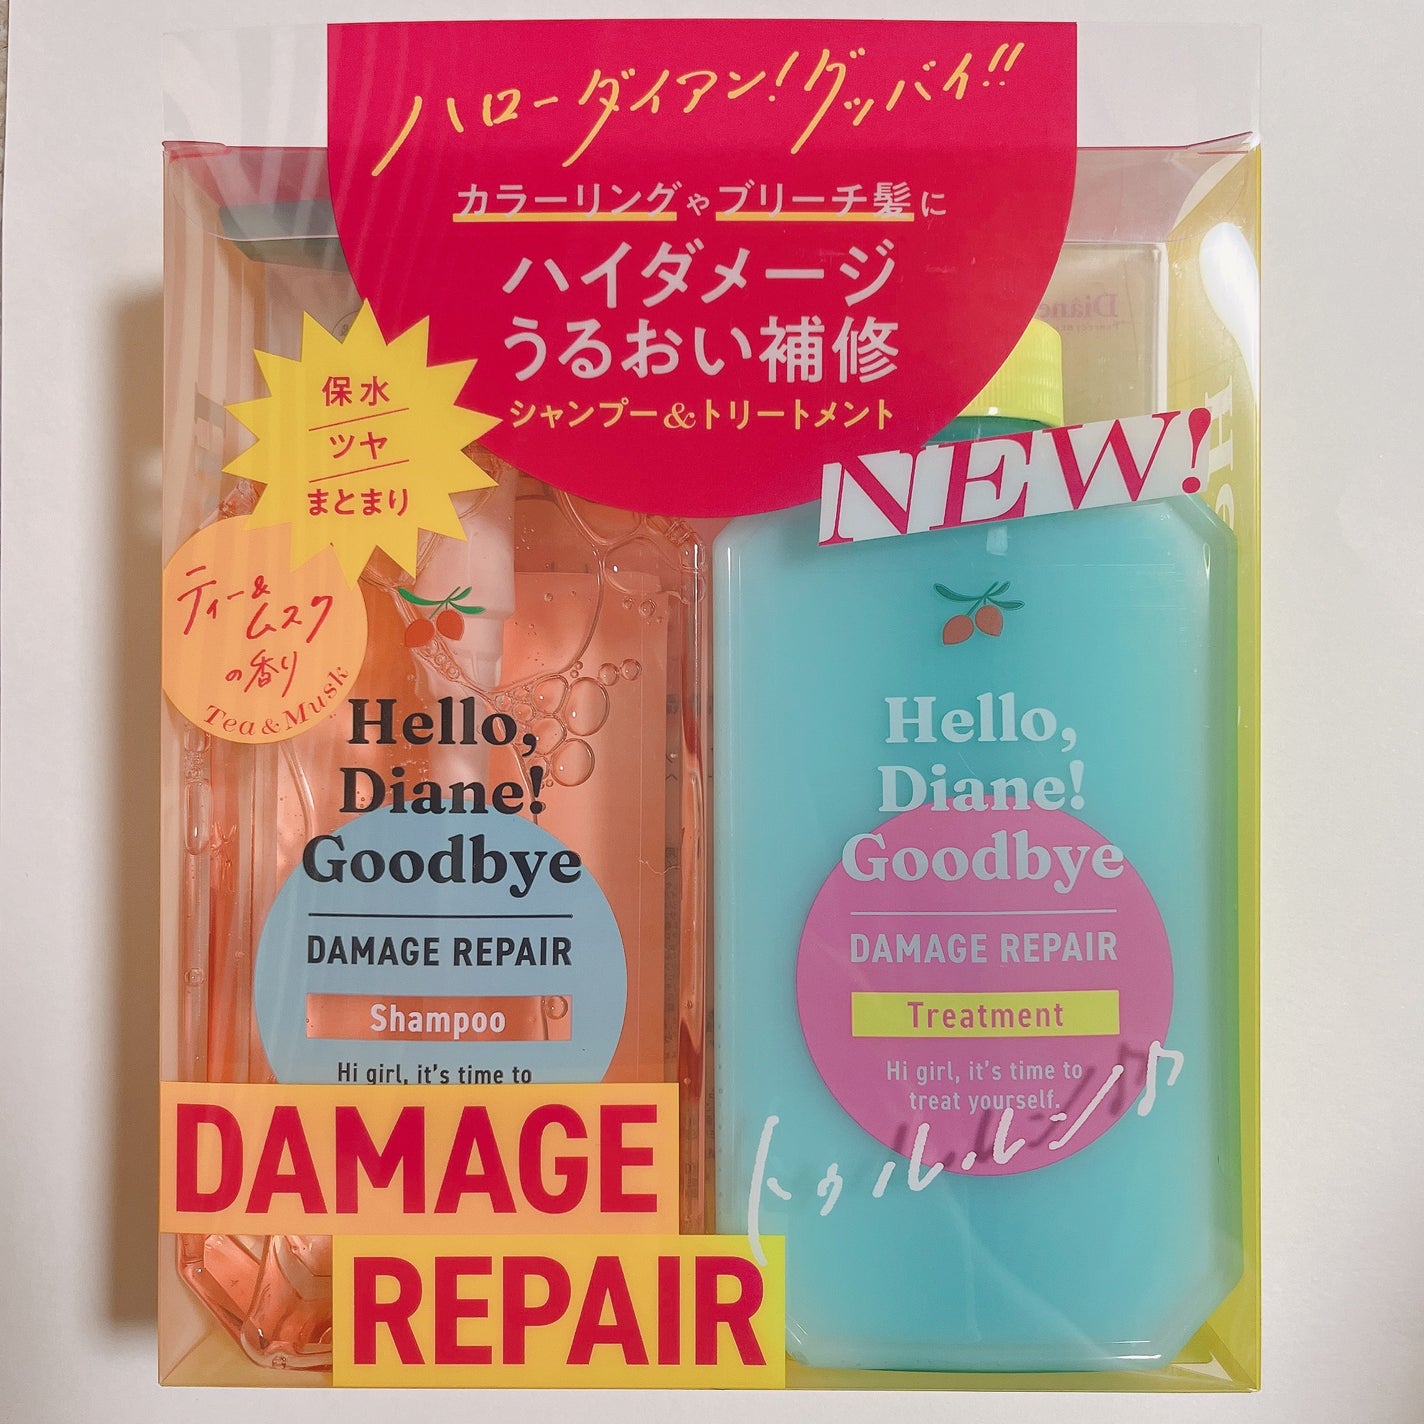 ハローダイアン!グッバイ!!
カラーリングやブリーチ髪に
ハイダメージ
うるおい補修
シャンプー&トリートメント
保水
ツヤ
まとまり
NEW!
ティー&
ムスク
の香り
Tea & Musk
Diane
Hello,
Diane!
Goodbye
DAMAGE REPAIR
Shampoo
Hi girl, it's time to
Hello,
Diane!
Goodbye
DAMAGE REPAIR
Treatment
Hi girl, it's time to
treat yourself.
トゥルルン♪
DAMAGE
REPAIR